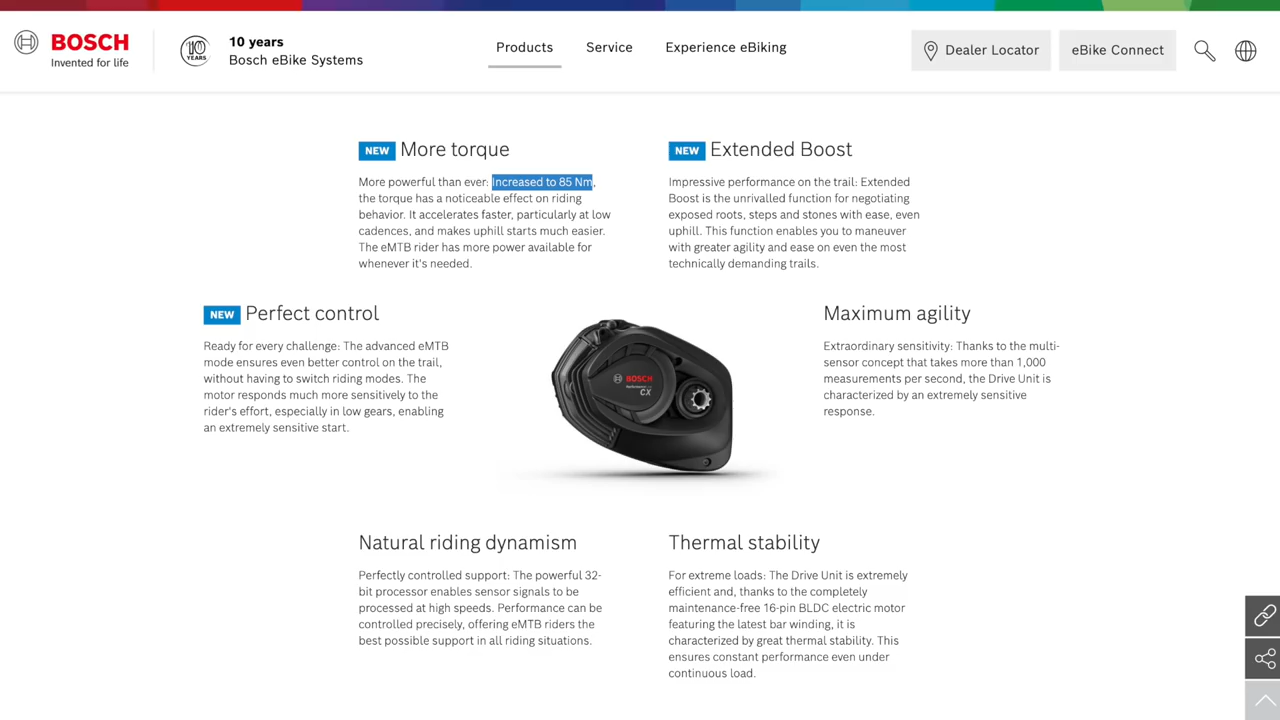 BOSCH
Invented for life
10
YEARS
10 years
Bosch eBike Systems
Products
Service
Experience eBiking
Dealer Locator
eBike Connect
NEW More torque
More powerful than ever: Increased to 85 Nm,
the torque has a noticeable effect on riding
behavior. It accelerates faster, particularly at low
cadences, and makes uphill starts much easier.
The eMTB rider has more power available for
whenever it's needed.
NEW Extended Boost
Impressive performance on the trail: Extended
Boost is the unrivalled function for negotiating
exposed roots, steps and stones with ease, even
uphill. This function enables you to maneuver
with greater agility and ease on even the most
technically demanding trails.
NEW Perfect control
Ready for every challenge: The advanced eMTB
mode ensures even better control on the trail,
without having to switch riding modes. The
motor responds much more sensitively to the
rider's effort, especially in low gears, enabling
an extremely sensitive start.
BOSCH
CX
Maximum agility
Extraordinary sensitivity: Thanks to the multi-
sensor concept that takes more than 1,000
measurements per second, the Drive Unit is
characterized by an extremely sensitive
response.
Natural riding dynamism
Perfectly controlled support: The powerful 32-
bit processor enables sensor signals to be
processed at high speeds. Performance can be
controlled precisely, offering eMTB riders the
best possible support in all riding situations.
Thermal stability
For extreme loads: The Drive Unit is extremely
efficient and, thanks to the completely
maintenance-free 16-pin BLDC electric motor
featuring the latest bar winding, it is
characterized by great thermal stability. This
ensures constant performance even under
continuous load.